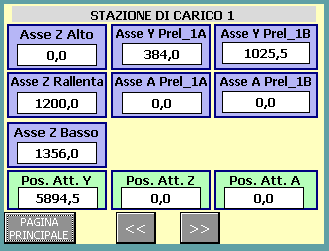 STAZIONE DI CARICO 1
Asse Z Alto
0,0
Asse Y Prel_1A
384,0
Asse Y Prel_1B
1025,5
Asse Z Rallenta
1200,0
Asse A Prel_1A
0,0
Asse A Prel_1B
0,0
Asse Z Basso
1356,0
Pos. Att. Y
5894,5
Pos. Att. Z
0,0
Pos. Att. A
0,0
PAGINA
PRINCIPALE
<<
>>